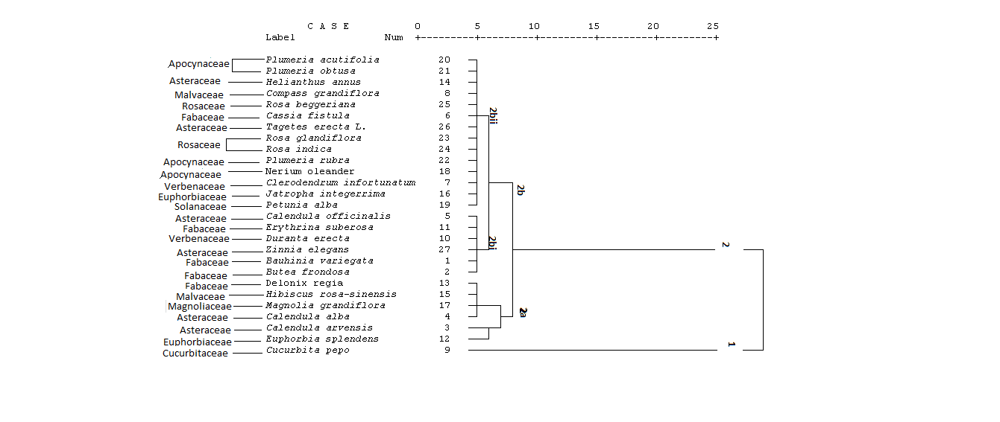 C A S E 0 5 10 15 20 25
Label Num +---------+---------+---------+---------+---------+
Apocynaceae Plumeria acutifolia 20
Plumeria obtusa 21
Asteraceae Helianthus annus 14
Malvaceae Compass grandiflora 8
Rosaceae Rosa beggeriana 25
Fabaceae Cassia fistula 6 2bii
Asteraceae Tagetes erecta L. 26
Rosaceae Rosa glandiflora 23
Rosa indica 24
Apocynaceae Plumeria rubra 22
Apocynaceae Nerium oleander 18
Verbenaceae Clerodendrum infortunatum 7 2b
Euphorbiaceae Jatropha integerrima 16
Solanaceae Petunia alba 19
Asteraceae Calendula officinalis 5
Fabaceae Erythrina suberosa 11
Verbenaceae Duranta erecta 10 2bi
Asteraceae Zinnia elegans 27 2
Fabaceae Bauhinia variegata 1
Fabaceae Butea frondosa 2
Fabaceae Delonix regia 13
Malvaceae Hibiscus rosa-sinensis 15
Magnoliaceae Magnolia grandiflora 17 2a
Asteraceae Calendula alba 4
Asteraceae Calendula arvensis 3
Euphorbiaceae Euphorbia splendens 12 1
Cucurbitaceae Cucurbita pepo 9